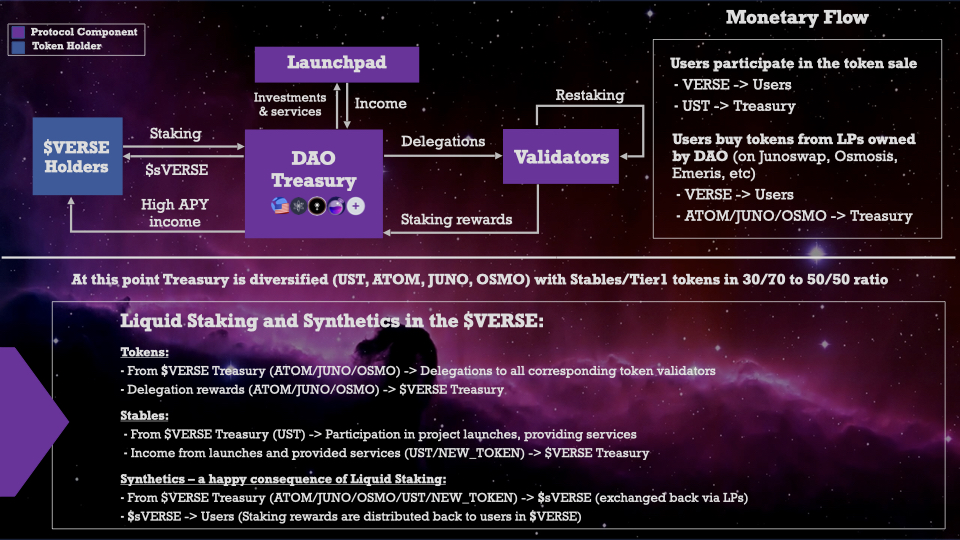 Monetary Flow
Protocol Component
Token Holder
Launchpad
Investments
& services
Income
Restaking
$VERSE
Holders
Staking
$sVERSE
DAO
Treasury
Delegations
Validators
High APY
income
Staking rewards
Users participate in the token sale
- VERSE -> Users
- UST -> Treasury
Users buy tokens from LPs owned
by DAO (on Junoswap, Osmosis,
Emeris, etc)
- VERSE -> Users
- ATOM/JUNO/OSMO -> Treasury
At this point Treasury is diversified (UST, ATOM, JUNO, OSMO) with Stables/Tier1 tokens in 30/70 to 50/50 ratio
Liquid Staking and Synthetics in the $VERSE:
Tokens:
- From $VERSE Treasury (ATOM/JUNO/OSMO) -> Delegations to all corresponding token validators
- Delegation rewards (ATOM/JUNO/OSMO) -> $VERSE Treasury
Stables:
- From $VERSE Treasury (UST) -> Participation in project launches, providing services
- Income from launches and provided services (UST/NEW_TOKEN) -> $VERSE Treasury
Synthetics – a happy consequence of Liquid Staking:
- From $VERSE Treasury (ATOM/JUNO/OSMO/UST/NEW_TOKEN) -> $sVERSE (exchanged back via LPs)
- $sVERSE -> Users (Staking rewards are distributed back to users in $VERSE)